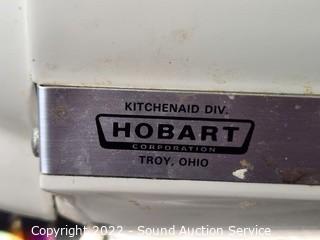 KITCHENAID DIV.
HOBART
CORPORATION
TROY, OHIO
Copyright 2022 - Sound Auction Service